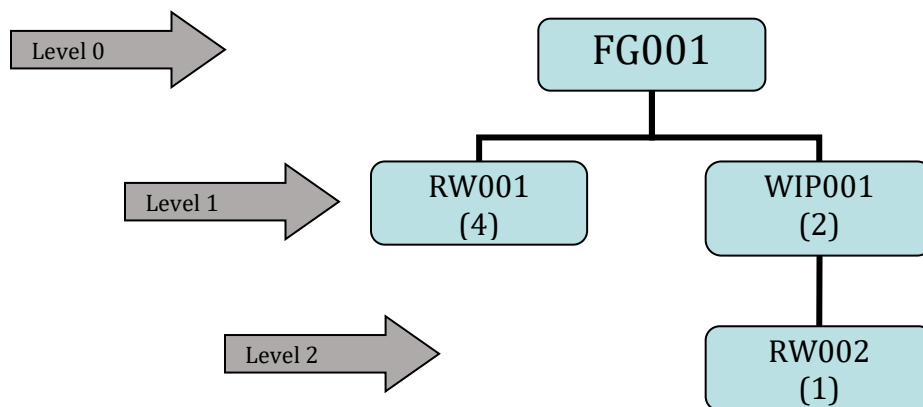 Level 0
FG001
Level 1
RW001
(4)
WIP001
(2)
Level 2
RW002
(1)